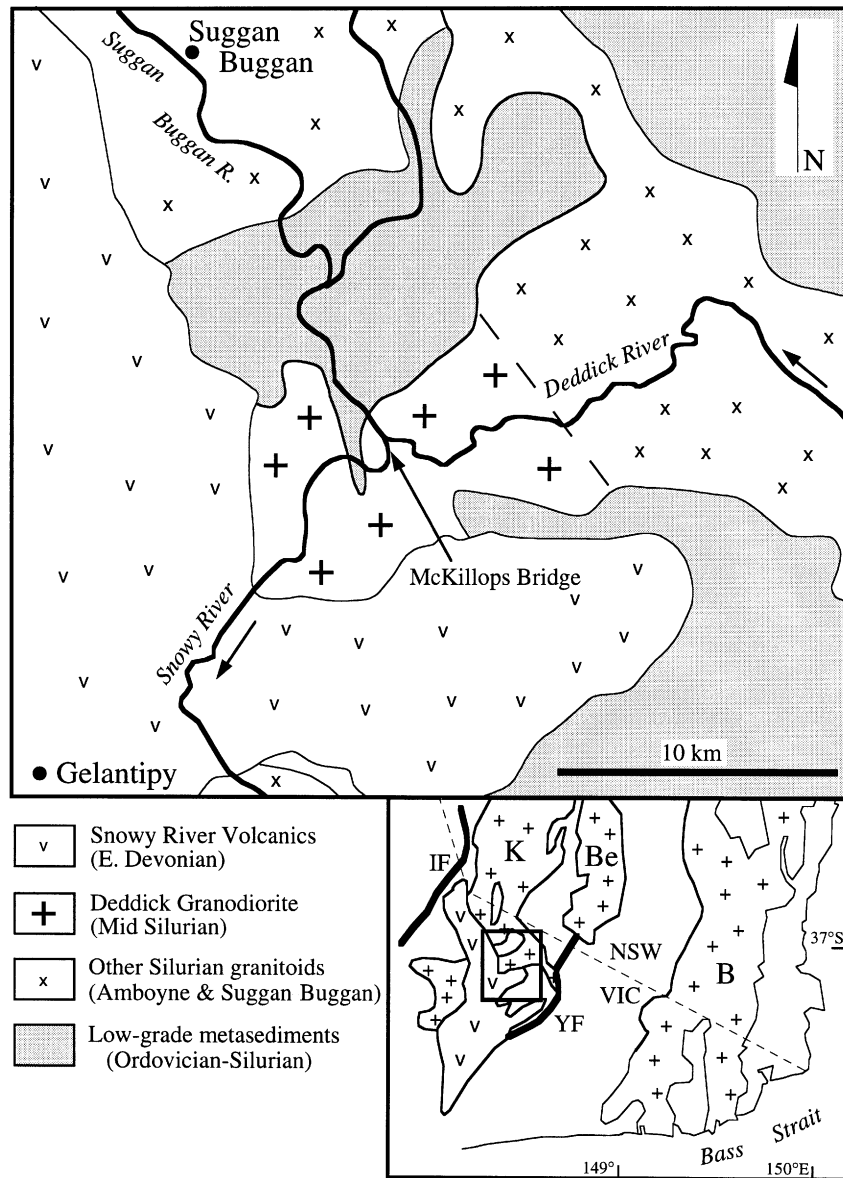 Suggan
Buggan
Suggan
Buggan R.
N
Deddick River
McKillops Bridge
Snowy River
Gelantipy
10 km
v Snowy River Volcanics
(E. Devonian)
+ Deddick Granodiorite
(Mid Silurian)
x Other Silurian granitoids
(Amboyne & Suggan Buggan)
Low-grade metasediments
(Ordovician-Silurian)
IF
K
Be
NSW
37°S
VIC
B
YF
Bass Strait
149°
150°E